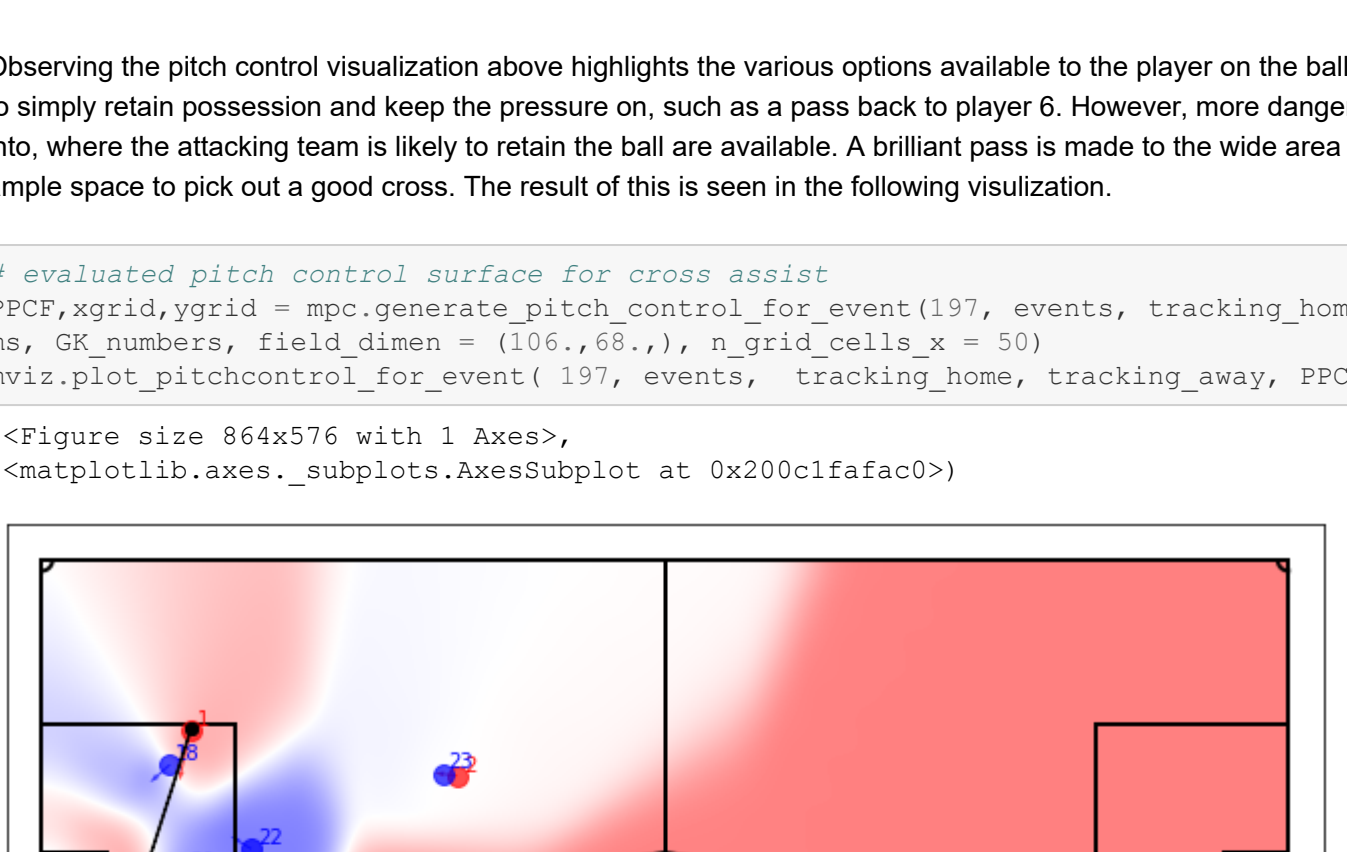 Observing the pitch control visualization above highlights the various options available to the player on the ball
o simply retain possession and keep the pressure on, such as a pass back to player 6. However, more dange
nto, where the attacking team is likely to retain the ball are available. A brilliant pass is made to the wide area
ample space to pick out a good cross. The result of this is seen in the following visulization.
# evaluated pitch control surface for cross assist
PPCF,xgrid,ygrid = mpc.generate_pitch_control_for_event(197, events, tracking_hom
ms, GK_numbers, field_dimen = (106.,68.,), n_grid_cells_x = 50)
mviz.plot_pitchcontrol_for_event( 197, events,  tracking_home, tracking_away, PPC
<Figure size 864x576 with 1 Axes>,
<matplotlib.axes._subplots.AxesSubplot at 0x200c1fafac0>)
1
18
23
2
22